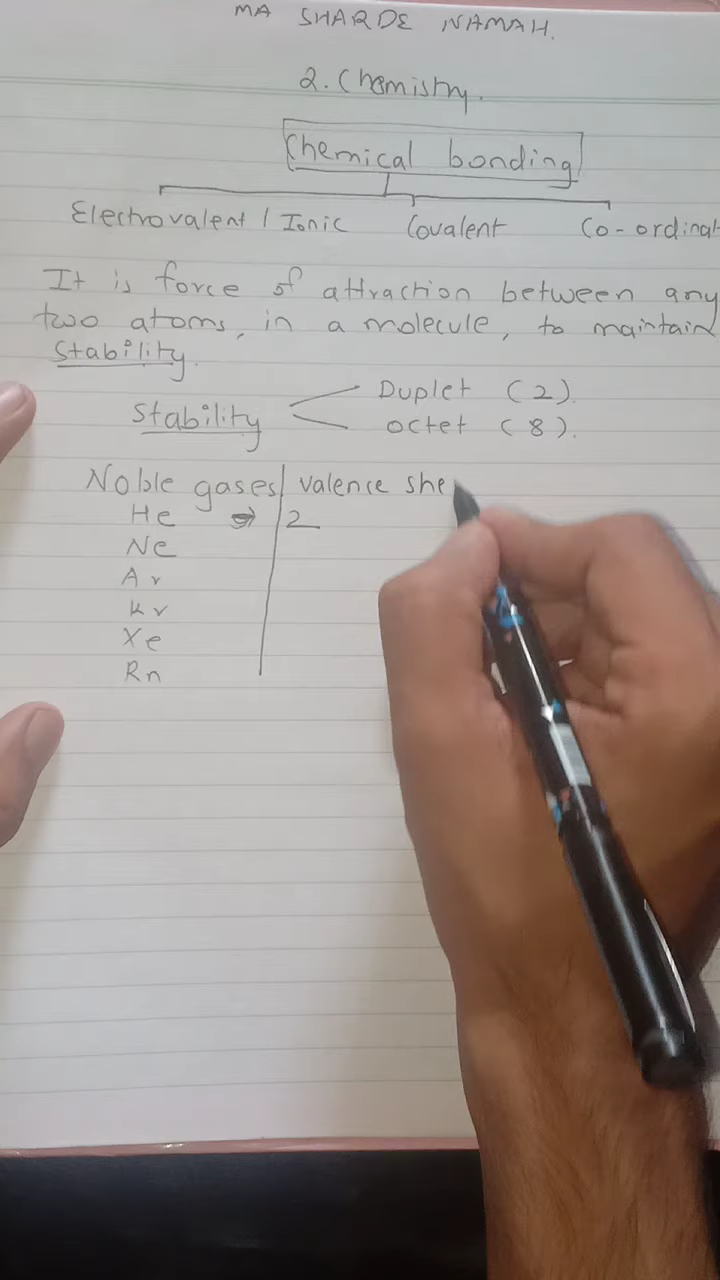 MA SHARDE NAMAH.
2. Chemistry.
Chemical bonding
Electrovalent / Ionic Covalent Co-ordinat
It is force of attraction between any
two atoms, in a molecule, to maintain
Stability.
Stability
Duplet (2).
Octet (8).
Noble gases valence she
He → 2
Ne
Ar
Kr
Xe
Rn